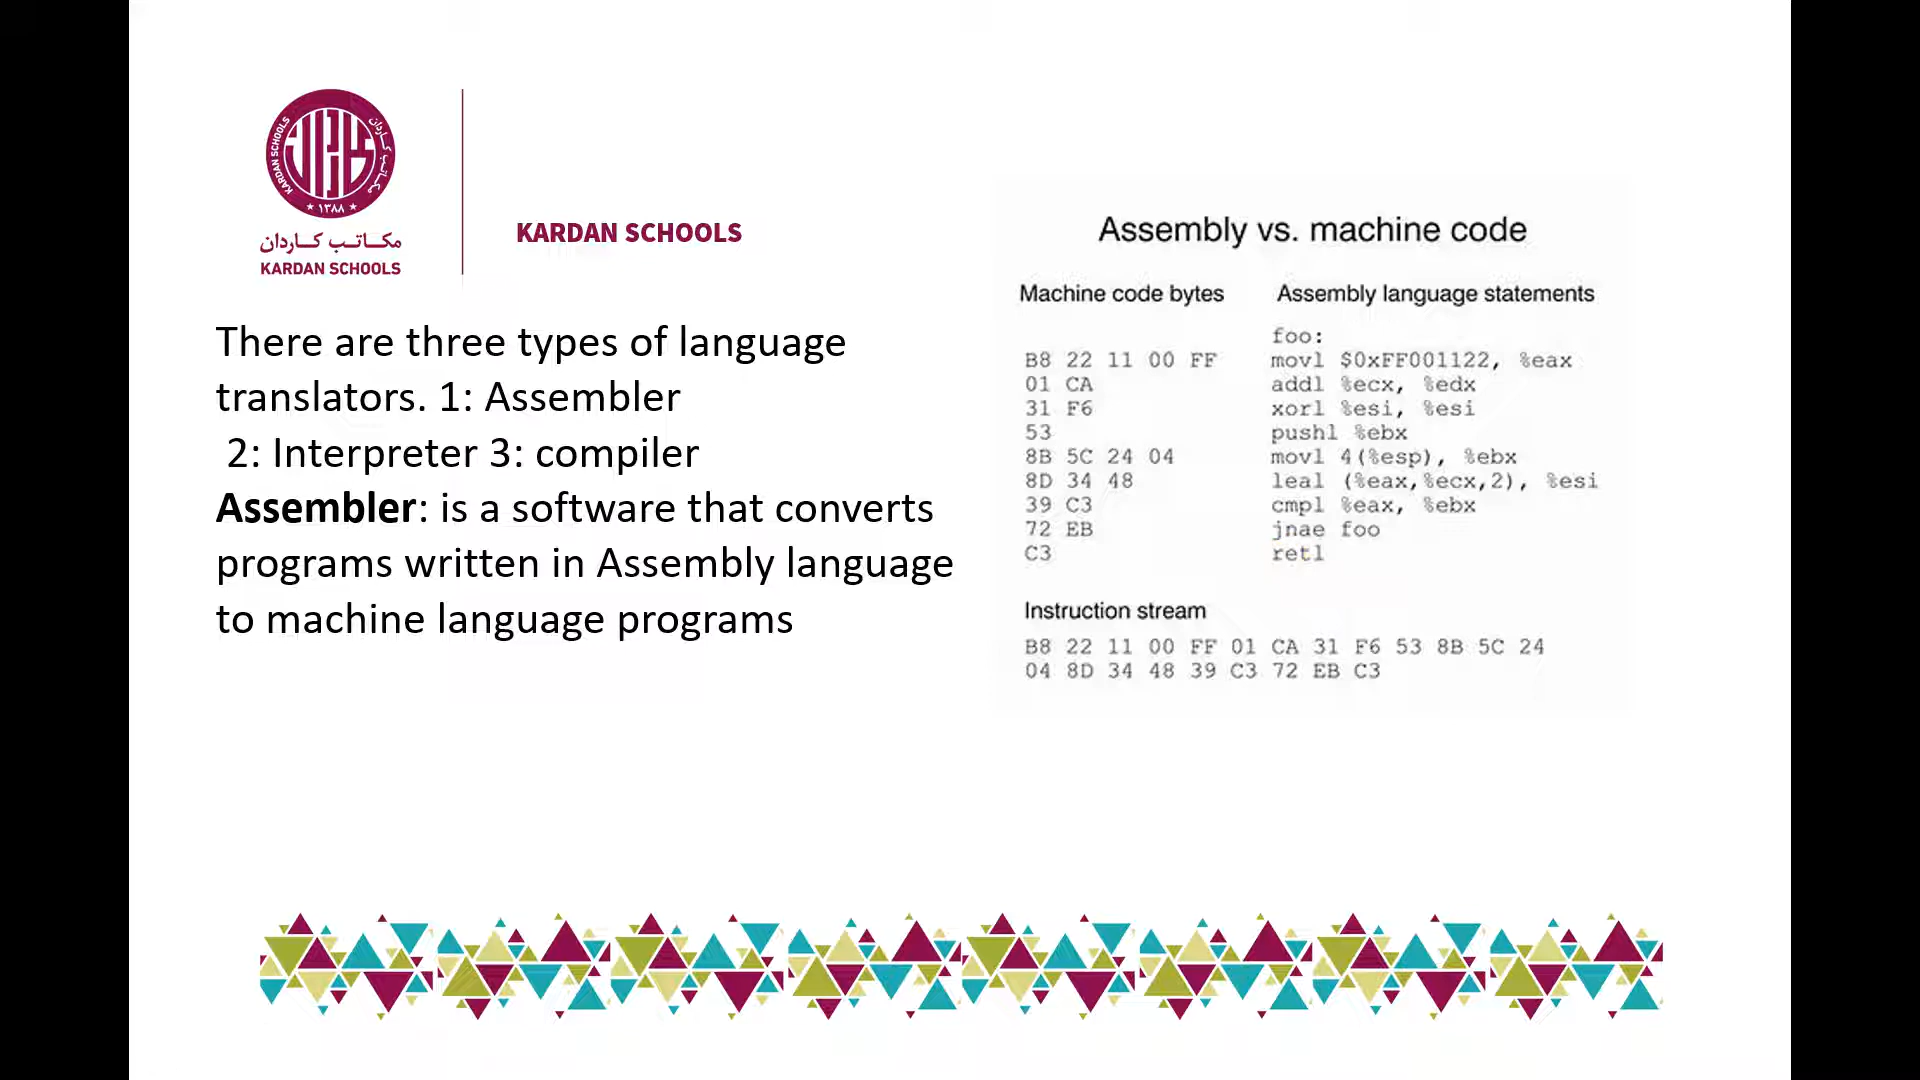 KARDAN SCHOOLS
مکاتب کاردان
★ ١٣٨٨ ★
مکاتب کاردان
KARDAN SCHOOLS
KARDAN SCHOOLS
There are three types of language
translators. 1: Assembler
2: Interpreter 3: compiler
Assembler: is a software that converts
programs written in Assembly language
to machine language programs
Assembly vs. machine code
Machine code bytes Assembly language statements
foo:
B8 22 11 00 FF movl $0xFF001122, %eax
01 CA addl %ecx, %edx
31 F6 xorl %esi, %esi
53 pushl %ebx
8B 5C 24 04 movl 4(%esp), %ebx
8D 34 48 leal (%eax,%ecx,2), %esi
39 C3 cmpl %eax, %ebx
72 EB jnae foo
C3 retl
Instruction stream
B8 22 11 00 FF 01 CA 31 F6 53 8B 5C 24
04 8D 34 48 39 C3 72 EB C3